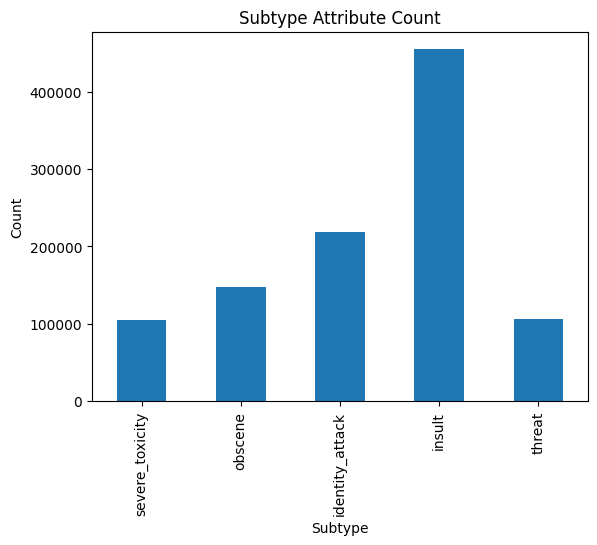 Subtype Attribute Count
Count
400000
300000
200000
100000
0
severe_toxicity
obscene
identity_attack
insult
threat
Subtype